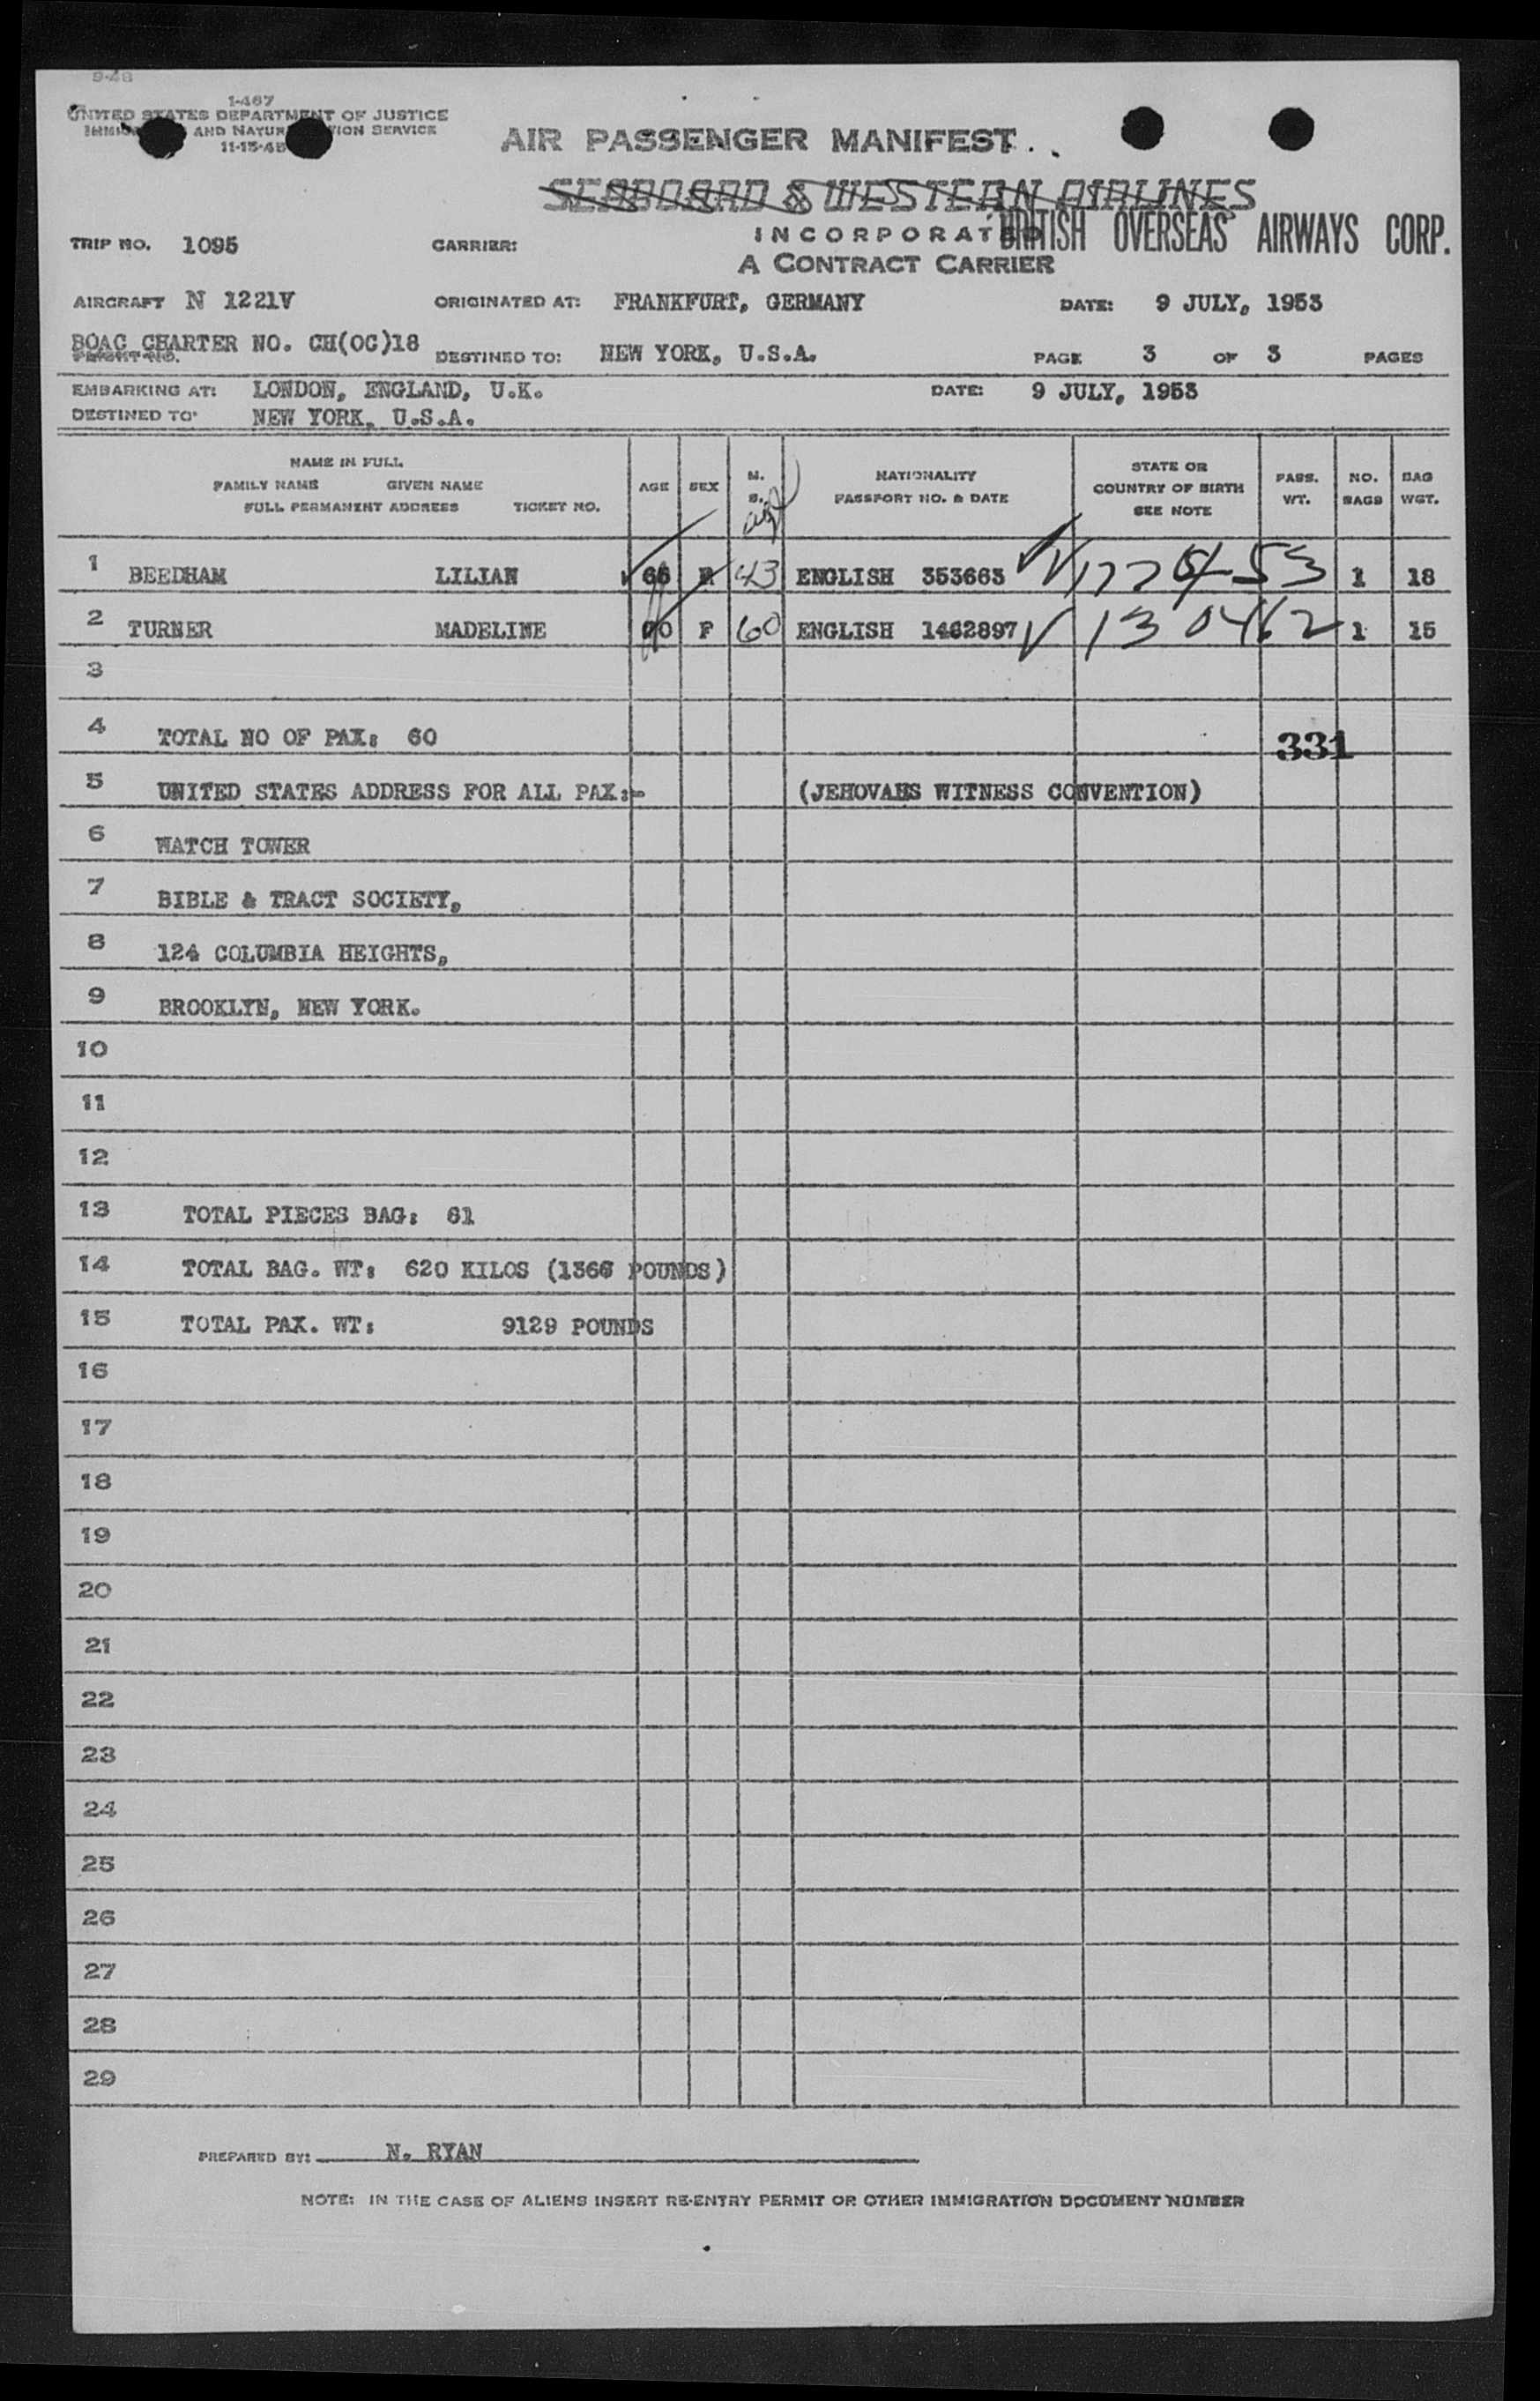 9-48
1-467
UNITED STATES DEPARTMENT OF JUSTICE
AND SERVICE
11-15-48
AIR PASSENGER MANIFEST
SEABOARD & WESTERN AIRLINES
INCORPORATED BRITISH OVERSEAS AIRWAYS CORP.
A CONTRACT CARRIER
TRIP NO. 1095 CARRIER:
AIRCRAFT N 1221V ORIGINATED AT: FRANKFURT, GERMANY DATE: 9 JULY, 1953
BOAC CHARTER NO. CH(OC)18 DESTINED TO: NEW YORK, U.S.A. PAGE 3 OF 3 PAGES
EMBARKING AT: LONDON, ENGLAND, U.K. DATE: 9 JULY, 1953
DESTINED TO: NEW YORK, U.S.A.
NAME IN FULL
FAMILY NAME GIVEN NAME
FULL PERMANENT ADDRESS TICKET NO.
AGE SEX M. S.
NATIONALITY
PASSPORT NO. & DATE
STATE OR
COUNTRY OF BIRTH
SEE NOTE
PASS. WT.
NO. BAGS
BAG WGT.
1 BEEDHAM LILIAN 43 ENGLISH 353663 1 18
2 TURNER MADELINE F 60 ENGLISH 1462897 1 15
3
4 TOTAL NO OF PAX: 60 331
5 UNITED STATES ADDRESS FOR ALL PAX:- (JEHOVAHS WITNESS CONVENTION)
6 WATCH TOWER
7 BIBLE & TRACT SOCIETY,
8 124 COLUMBIA HEIGHTS,
9 BROOKLYN, NEW YORK.
10
11
12
13 TOTAL PIECES BAG: 61
14 TOTAL BAG. WT: 620 KILOS (1366 POUNDS)
15 TOTAL PAX. WT: 9129 POUNDS
16
17
18
19
20
21
22
23
24
25
26
27
28
29
PREPARED BY: N. RYAN
NOTE: IN THE CASE OF ALIENS INSERT RE-ENTRY PERMIT OR OTHER IMMIGRATION DOCUMENT NUMBER